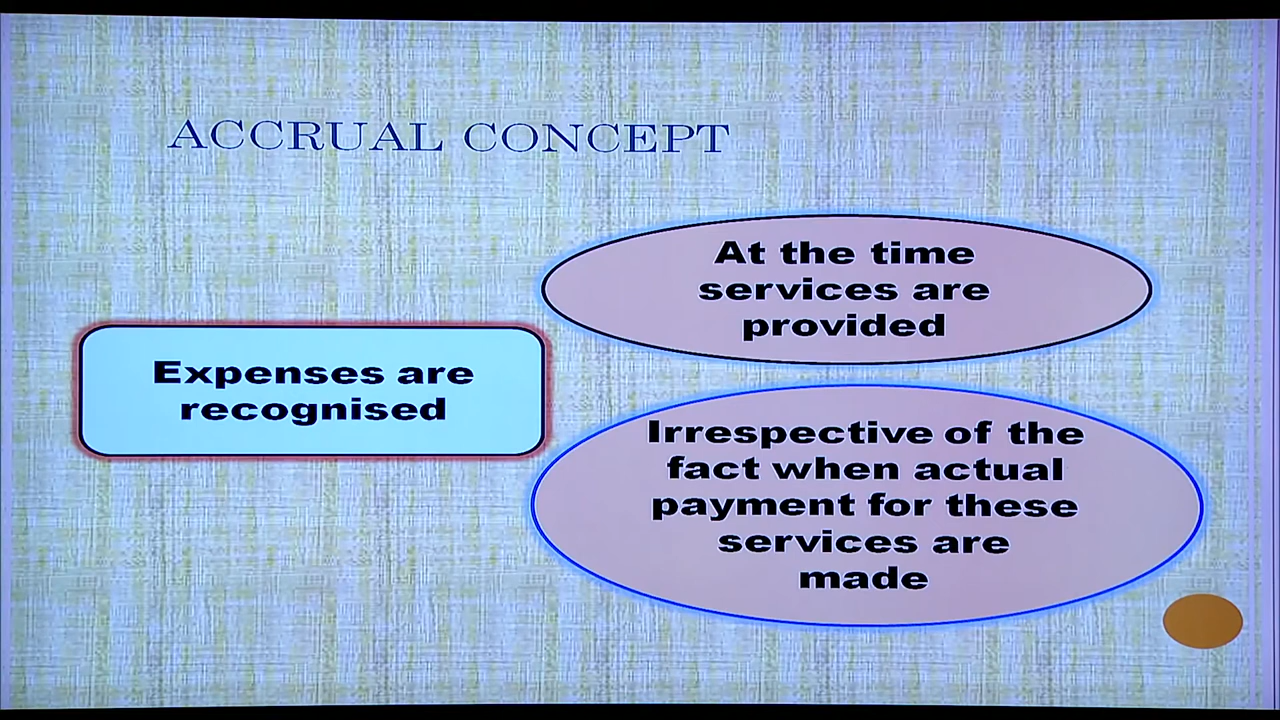 ACCRUAL CONCEPT
At the time
services are
provided
Expenses are
recognised
Irrespective of the
fact when actual
payment for these
services are
made